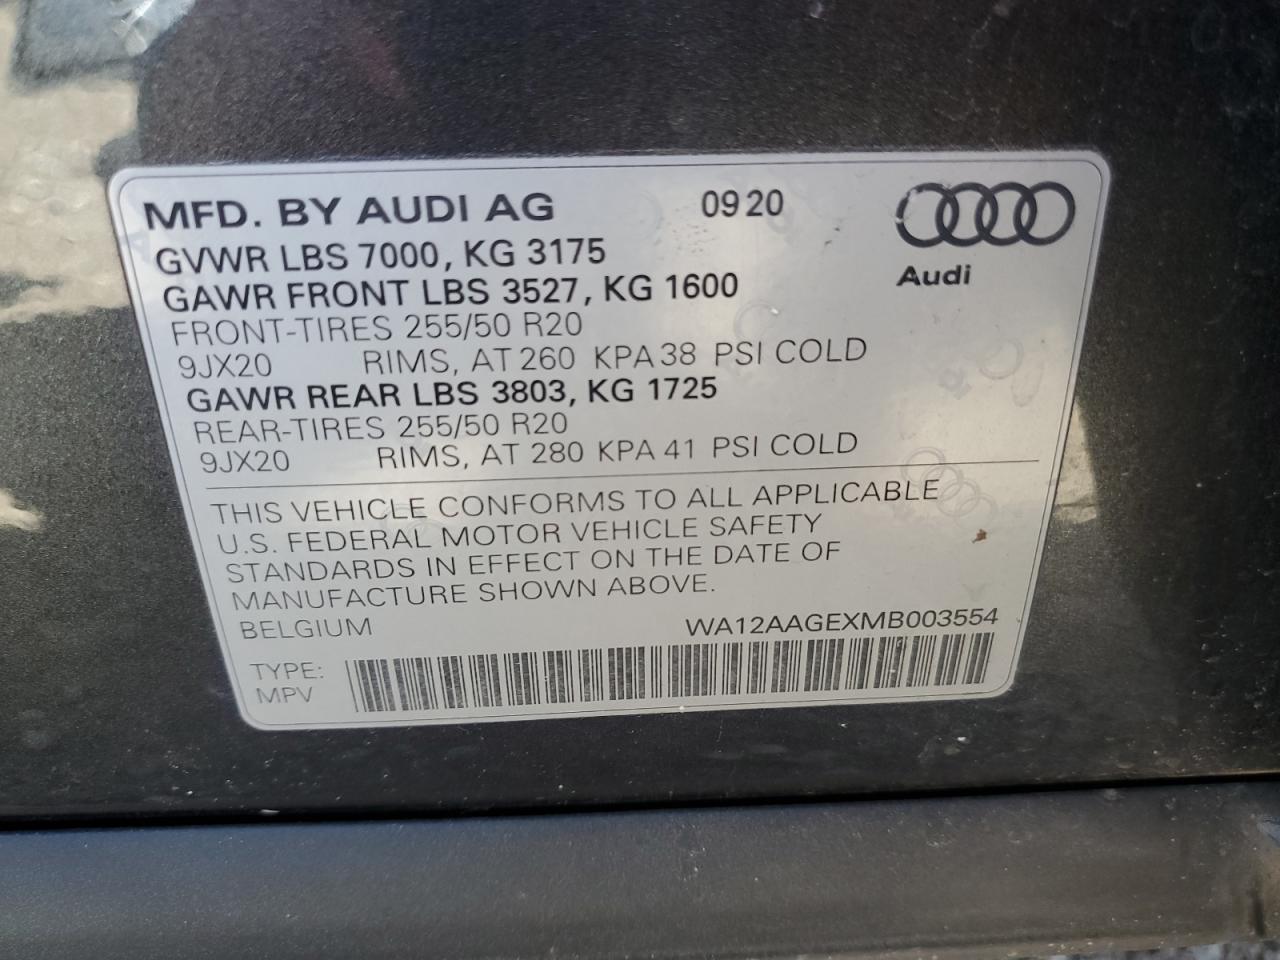 MFD. BY AUDI AG 0920
GVWR LBS 7000, KG 3175
Audi
GAWR FRONT LBS 3527, KG 1600
FRONT-TIRES 255/50 R20
9JX20 RIMS, AT 260 KPA 38 PSI COLD
GAWR REAR LBS 3803, KG 1725
REAR-TIRES 255/50 R20
9JX20 RIMS, AT 280 KPA 41 PSI COLD
THIS VEHICLE CONFORMS TO ALL APPLICABLE
U.S. FEDERAL MOTOR VEHICLE SAFETY
STANDARDS IN EFFECT ON THE DATE OF
MANUFACTURE SHOWN ABOVE.
BELGIUM WA12AAGEXMB003554
TYPE:
MPV